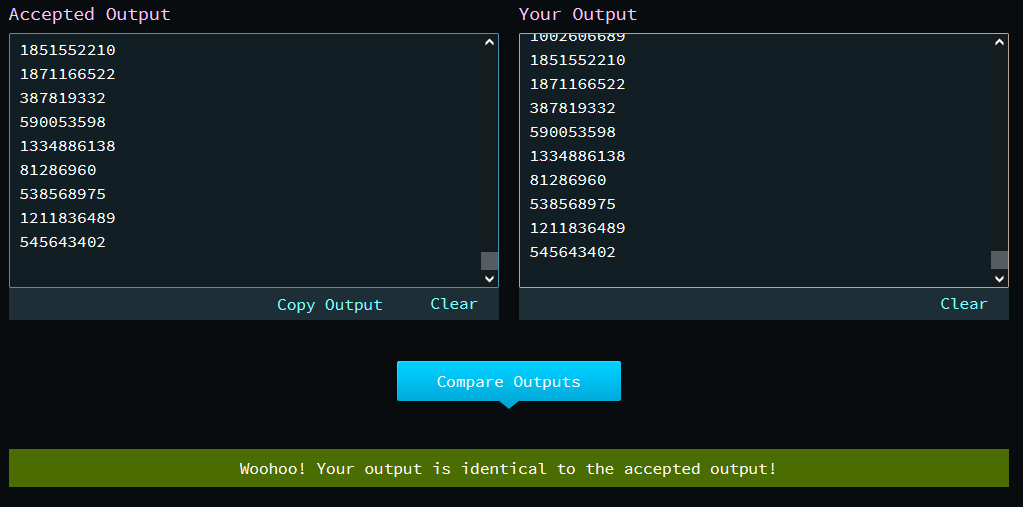 Accepted Output
1851552210
1871166522
387819332
590053598
1334886138
81286960
538568975
1211836489
545643402
Copy Output
Clear
Your Output
1002606689
1851552210
1871166522
387819332
590053598
1334886138
81286960
538568975
1211836489
545643402
Clear
Compare Outputs
Woohoo! Your output is identical to the accepted output!